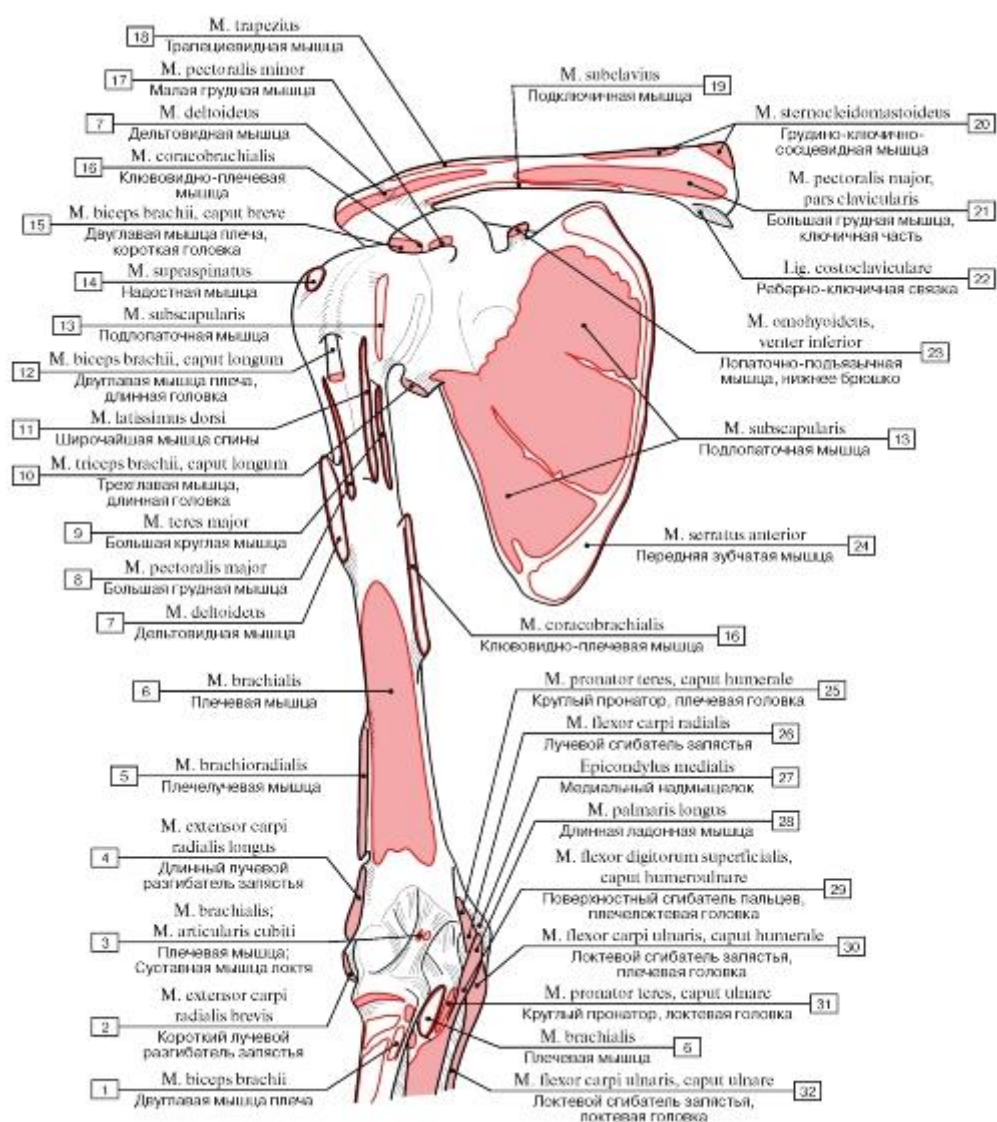 18
M. trapezius
Трапециевидная мышца
17
M. pectoralis minor
Малая грудная мышца
7
M. deltoideus
Дельтовидная мышца
16
M. coracobrachialis
Клювовидно-плечевая
мышца
15
M. biceps brachii, caput breve
Двуглавая мышца плеча,
короткая головка
14
M. supraspinatus
Надостная мышца
13
M. subscapularis
Подлопаточная мышца
12
M. biceps brachii, caput longum
Двуглавая мышца плеча,
длинная головка
11
M. latissimus dorsi
Широчайшая мышца спины
10
M. triceps brachii, caput longum
Трехглавая мышца,
длинная головка
9
M. teres major
Большая круглая мышца
8
M. pectoralis major
Большая грудная мышца
7
M. deltoideus
Дельтовидная мышца
6
M. brachialis
Плечевая мышца
5
M. brachioradialis
Плечелучевая мышца
4
M. extensor carpi
radialis longus
Длинный лучевой
разгибатель запястья
3
M. brachialis;
M. articularis cubiti
Плечевая мышца;
Суставная мышца локтя
2
M. extensor carpi
radialis brevis
Короткий лучевой
разгибатель запястья
1
M. biceps brachii
Двуглавая мышца плеча
M. subclavius
Подключичная мышца
19
M. sternocleidomastoideus
Грудино-ключично-
сосцевидная мышца
20
M. pectoralis major,
pars clavicularis
Большая грудная мышца,
ключичная часть
21
Lig. costoclaviculare
Реберно-ключичная связка
22
M. omohyoideus,
venter inferior
Лопаточно-подъязычная
мышца, нижнее брюшко
23
M. subscapularis
Подлопаточная мышца
13
M. serratus anterior
Передняя зубчатая мышца
24
M. coracobrachialis
Клювовидно-плечевая мышца
16
M. pronator teres, caput humerale
Круглый пронатор, плечевая головка
25
M. flexor carpi radialis
Лучевой сгибатель запястья
26
Epicondylus medialis
Медиальный надмыщелок
27
M. palmaris longus
Длинная ладонная мышца
28
M. flexor digitorum superficialis,
caput humeroulnare
Поверхностный сгибатель пальцев,
плечелоктевая головка
29
M. flexor carpi ulnaris, caput humerale
Локтевой сгибатель запястья,
плечевая головка
30
M. pronator teres, caput ulnare
Круглый пронатор, локтевая головка
31
M. brachialis
Плечевая мышца
6
M. flexor carpi ulnaris, caput ulnare
Локтевой сгибатель запястья,
локтевая головка
32